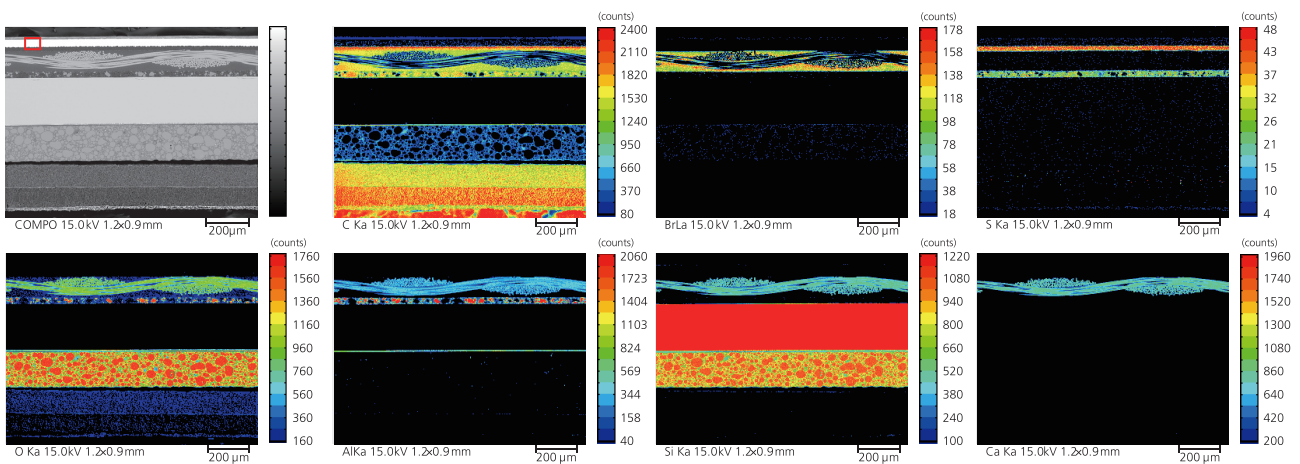 (counts)
2400
2110
1820
1530
1240
950
660
370
80
(counts)
178
158
138
118
98
78
58
38
18
(counts)
48
43
37
32
26
21
15
10
4
COMPO 15.0kV 1.2×0.9mm
200μm
C Ka 15.0kV 1.2×0.9mm
200 μm
BrLa 15.0kV 1.2×0.9mm
200 μm
S Ka 15.0kV 1.2×0.9mm
200 μm
(counts)
1760
1560
1360
1160
960
760
560
360
160
(counts)
2060
1723
1404
1103
824
569
344
158
40
(counts)
1220
1080
940
800
660
520
380
240
100
(counts)
1960
1740
1520
1300
1080
860
640
420
200
O Ka 15.0kV 1.2×0.9mm
200 μm
AlKa 15.0kV 1.2×0.9mm
200 μm
Si Ka 15.0kV 1.2×0.9mm
200 μm
Ca Ka 15.0kV 1.2×0.9mm
200 μm